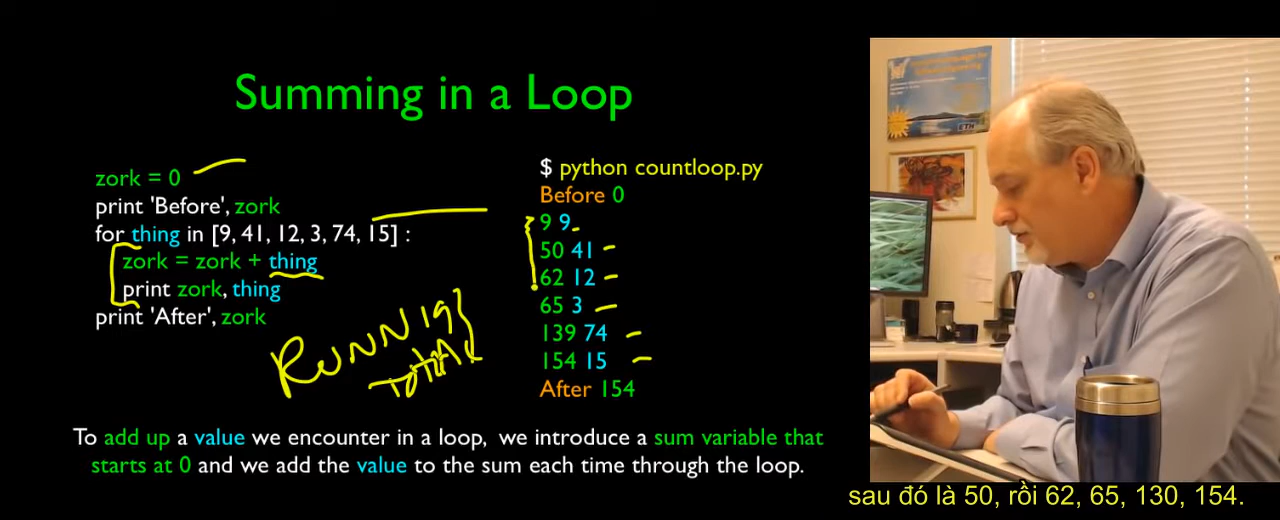 Summing in a Loop
zork = 0
print 'Before', zork
for thing in [9, 41, 12, 3, 74, 15] :
zork = zork + thing
print zork, thing
print 'After', zork
$ python countloop.py
Before 0
9 9
50 41
62 12
65 3
139 74
154 15
After 154
RUNNIG
TOTAL
To add up a value we encounter in a loop, we introduce a sum variable that
starts at 0 and we add the value to the sum each time through the loop.
ETH
sau đó là 50, rồi 62, 65, 130, 154.